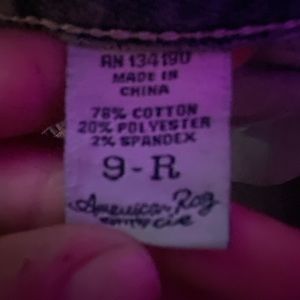 RN 134190
MADE IN
CHINA
78% COTTON
20% POLYESTER
2% SPANDEX
9-R
American Rag
cie